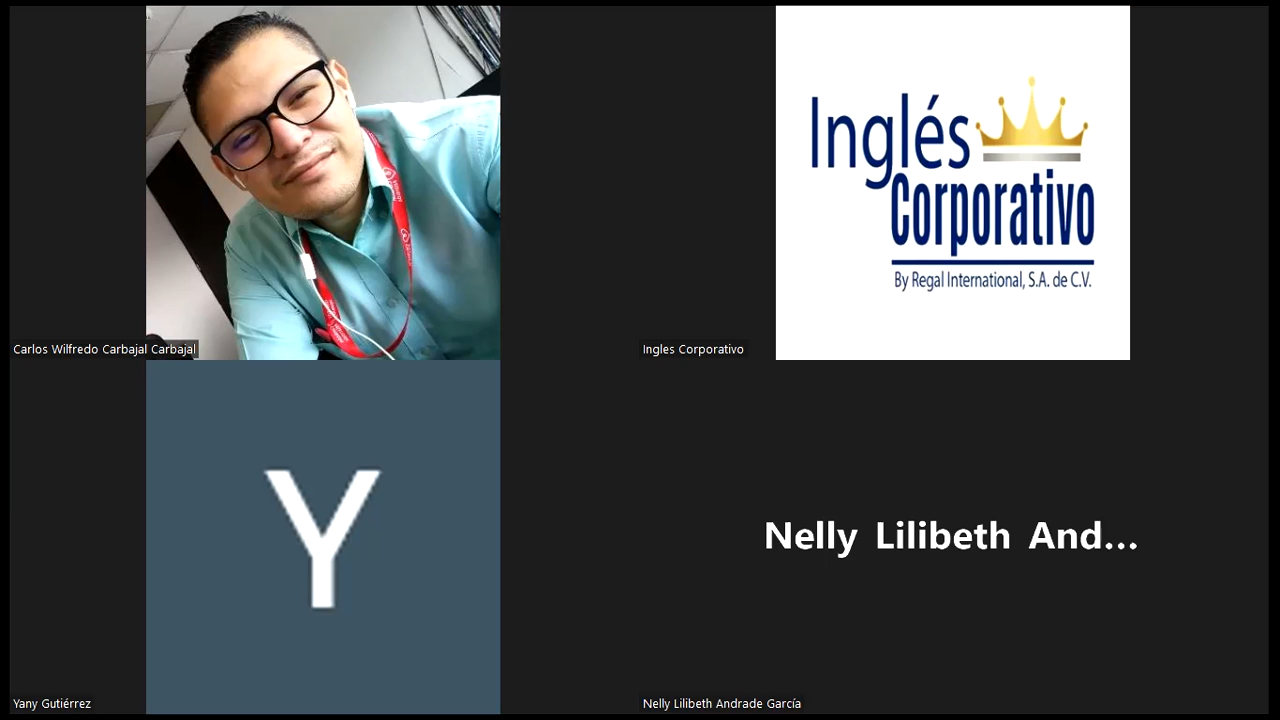 Inglés
Corporativo
By Regal International, S.A. de C.V.
Carlos Wilfredo Carbajal Carbajal
Ingles Corporativo
Y
Nelly Lilibeth And...
Yany Gutiérrez
Nelly Lilibeth Andrade García